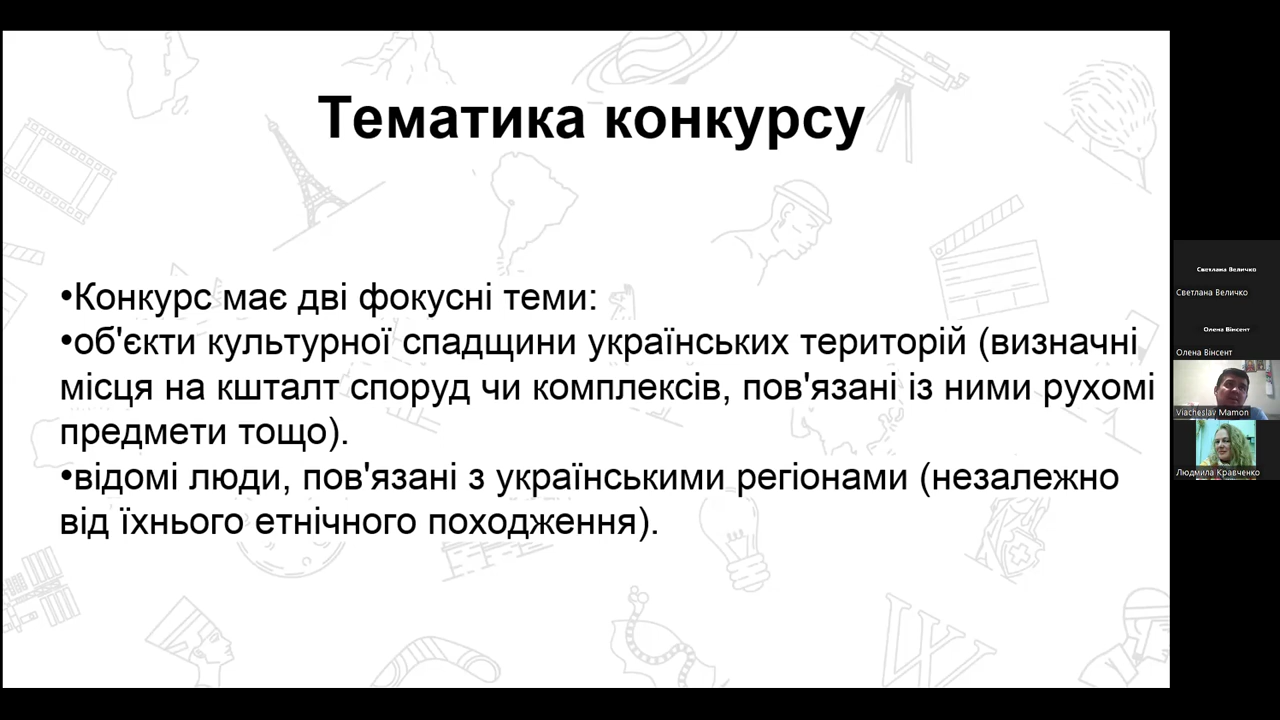 Тематика конкурсу
•Конкурс має дві фокусні теми:
•об'єкти культурної спадщини українських територій (визначні
місця на кшталт споруд чи комплексів, пов'язані із ними рухомі
предмети тощо).
•відомі люди, пов'язані з українськими регіонами (незалежно
від їхнього етнічного походження).
Светлана Величко
Светлана Величко
Олена Вінсент
Олена Вінсент
Viacheslav Mamon
Людмила Кравченко